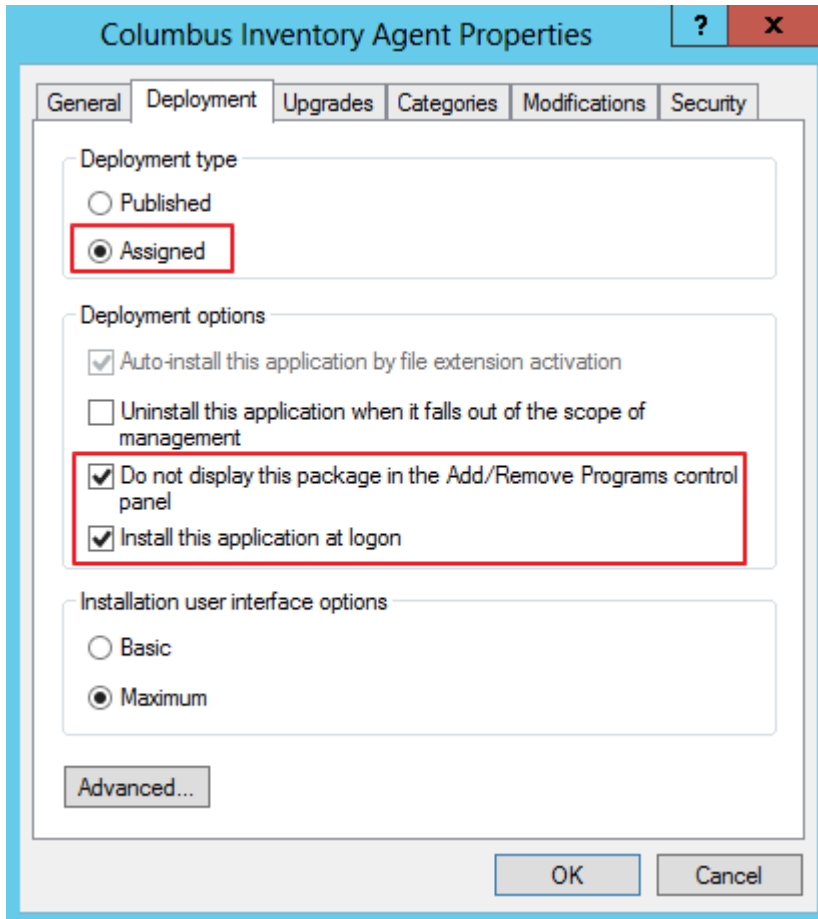 Columbus Inventory Agent Properties
?
x
General
Deployment
Upgrades
Categories
Modifications
Security
Deployment type
Published
Assigned
Deployment options
Auto-install this application by file extension activation
Uninstall this application when it falls out of the scope of
management
Do not display this package in the Add/Remove Programs control
panel
Install this application at logon
Installation user interface options
Basic
Maximum
Advanced...
OK
Cancel